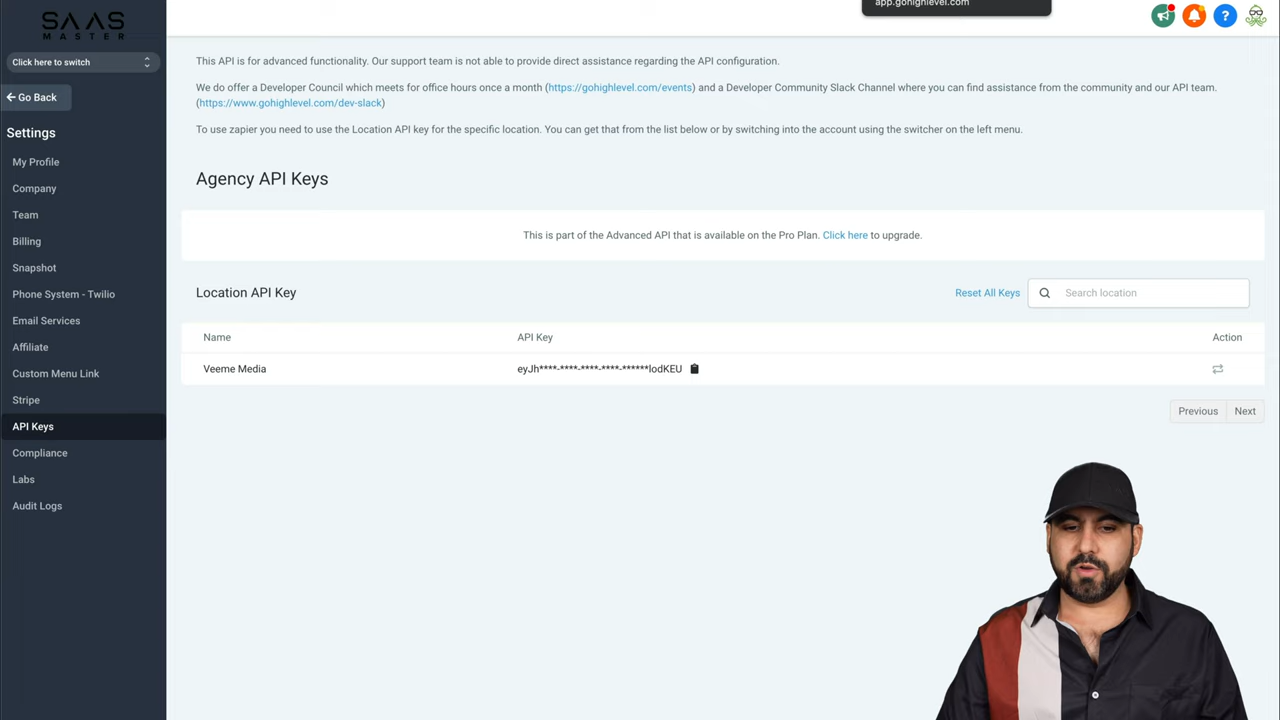 app.gohighlevel.com
SAAS
MASTER
Click here to switch
Go Back
Settings
My Profile
Company
Team
Billing
Snapshot
Phone System - Twilio
Email Services
Affiliate
Custom Menu Link
Stripe
API Keys
Compliance
Labs
Audit Logs
This API is for advanced functionality. Our support team is not able to provide direct assistance regarding the API configuration.
We do offer a Developer Council which meets for office hours once a month (https://gohighlevel.com/events) and a Developer Community Slack Channel where you can find assistance from the community and our API team.
(https://www.gohighlevel.com/dev-slack)
To use zapier you need to use the Location API key for the specific location. You can get that from the list below or by switching into the account using the switcher on the left menu.
Agency API Keys
This is part of the Advanced API that is available on the Pro Plan. Click here to upgrade.
Location API Key
Reset All Keys
Search location
Name API Key Action
Veeme Media eyJh****-****-****-****-******lodKEU
Previous Next